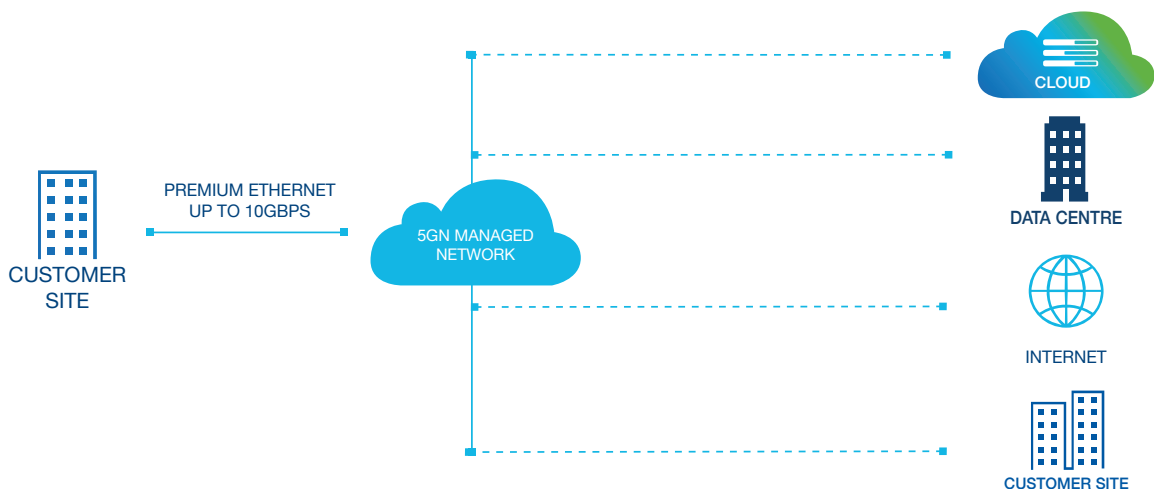 CLOUD
PREMIUM ETHERNET
UP TO 10GBPS
CUSTOMER
SITE
5GN MANAGED
NETWORK
DATA CENTRE
INTERNET
CUSTOMER SITE